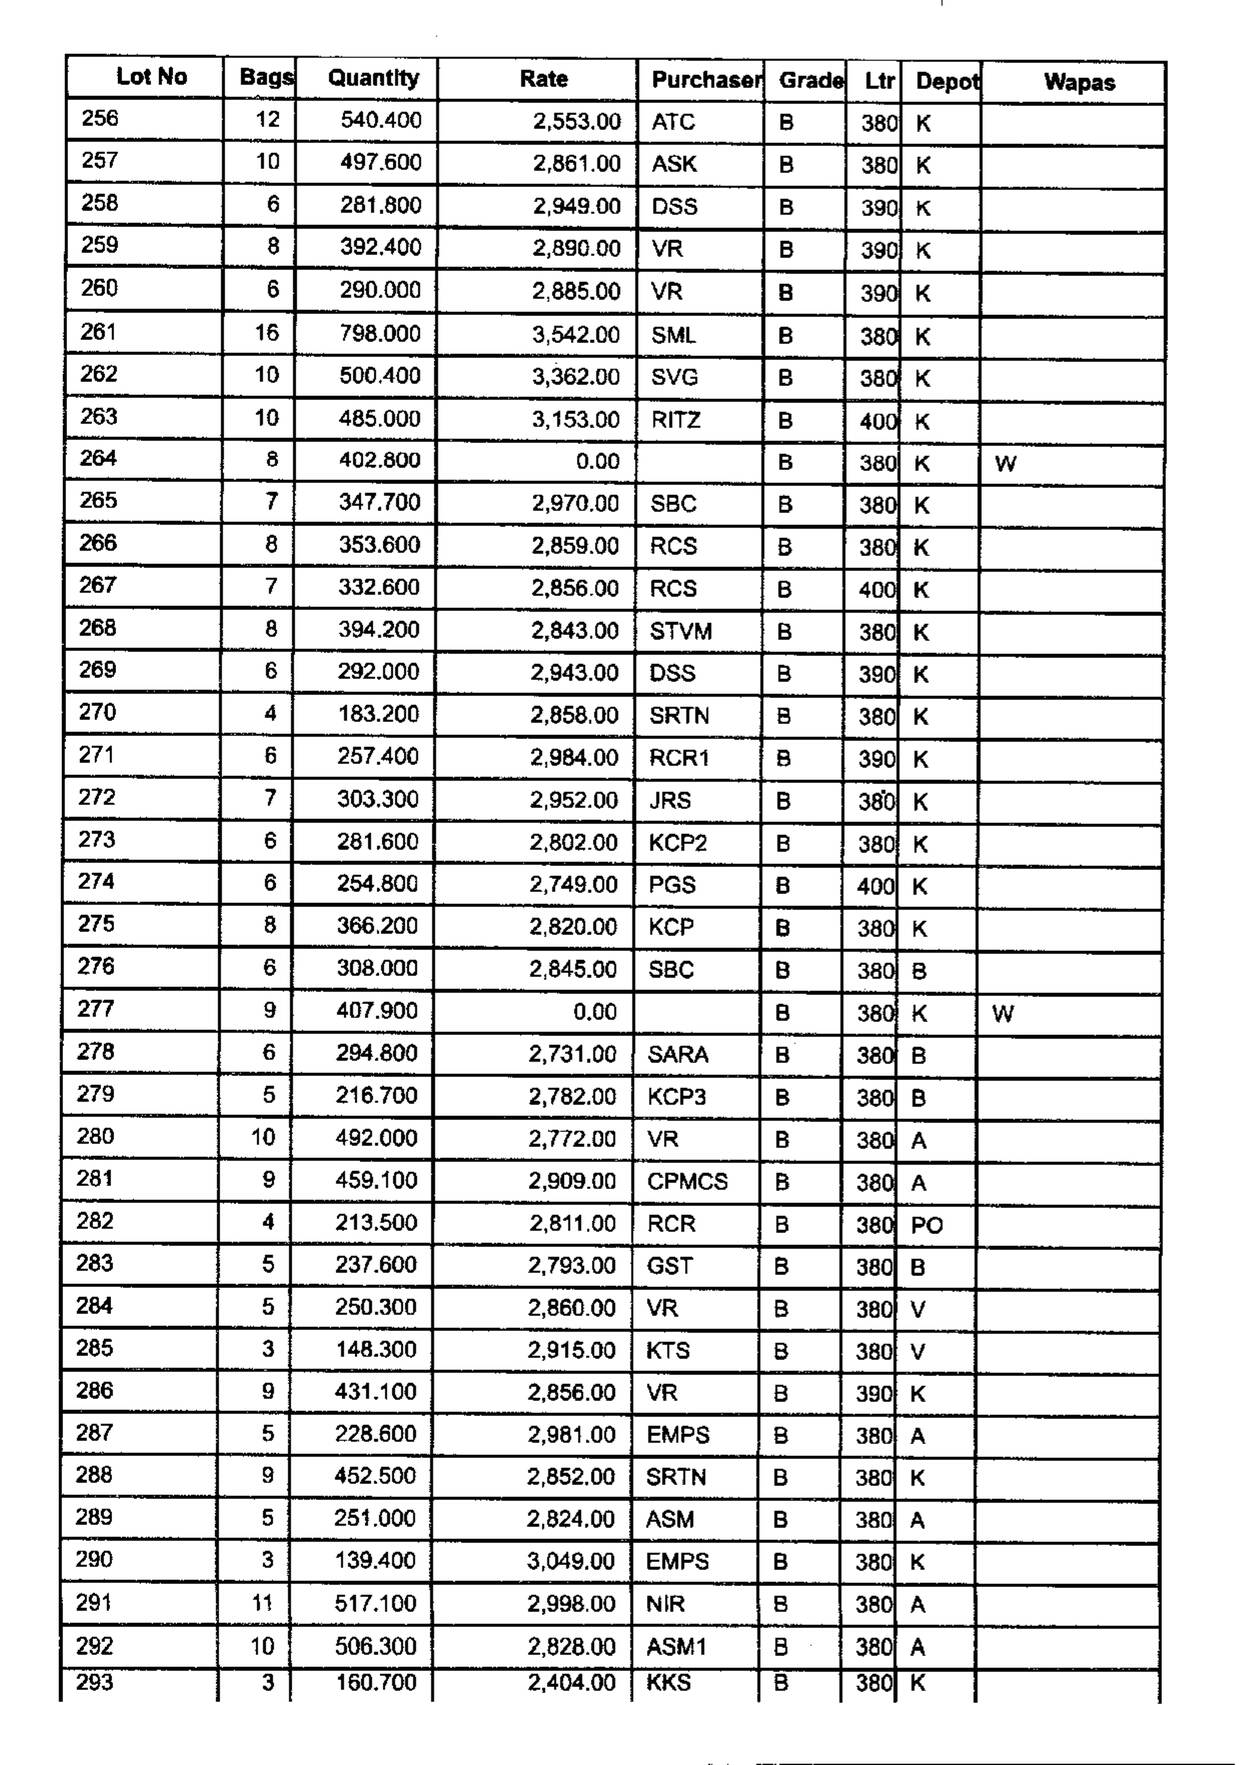 Lot No Bags Quantity Rate Purchaser Grade Ltr Depot Wapas
256 12 540.400 2,553.00 ATC B 380 K
257 10 497.600 2,861.00 ASK B 380 K
258 6 281.800 2,949.00 DSS B 390 K
259 8 392.400 2,890.00 VR B 390 K
260 6 290.000 2,885.00 VR B 390 K
261 16 798.000 3,542.00 SML B 380 K
262 10 500.400 3,362.00 SVG B 380 K
263 10 485.000 3,153.00 RITZ B 400 K
264 8 402.800 0.00 B 380 K W
265 7 347.700 2,970.00 SBC B 380 K
266 8 353.600 2,859.00 RCS B 380 K
267 7 332.600 2,856.00 RCS B 400 K
268 8 394.200 2,843.00 STVM B 380 K
269 6 292.000 2,943.00 DSS B 390 K
270 4 183.200 2,858.00 SRTN B 380 K
271 6 257.400 2,984.00 RCR1 B 390 K
272 7 303.300 2,952.00 JRS B 380 K
273 6 281.600 2,802.00 KCP2 B 380 K
274 6 254.800 2,749.00 PGS B 400 K
275 8 366.200 2,820.00 KCP B 380 K
276 6 308.000 2,845.00 SBC B 380 B
277 9 407.900 0.00 B 380 K W
278 6 294.800 2,731.00 SARA B 380 B
279 5 216.700 2,782.00 KCP3 B 380 B
280 10 492.000 2,772.00 VR B 380 A
281 9 459.100 2,909.00 CPMCS B 380 A
282 4 213.500 2,811.00 RCR B 380 PO
283 5 237.600 2,793.00 GST B 380 B
284 5 250.300 2,860.00 VR B 380 V
285 3 148.300 2,915.00 KTS B 380 V
286 9 431.100 2,856.00 VR B 390 K
287 5 228.600 2,981.00 EMPS B 380 A
288 9 452.500 2,852.00 SRTN B 380 K
289 5 251.000 2,824.00 ASM B 380 A
290 3 139.400 3,049.00 EMPS B 380 K
291 11 517.100 2,998.00 NIR B 380 A
292 10 506.300 2,828.00 ASM1 B 380 A
293 3 160.700 2,404.00 KKS B 380 K